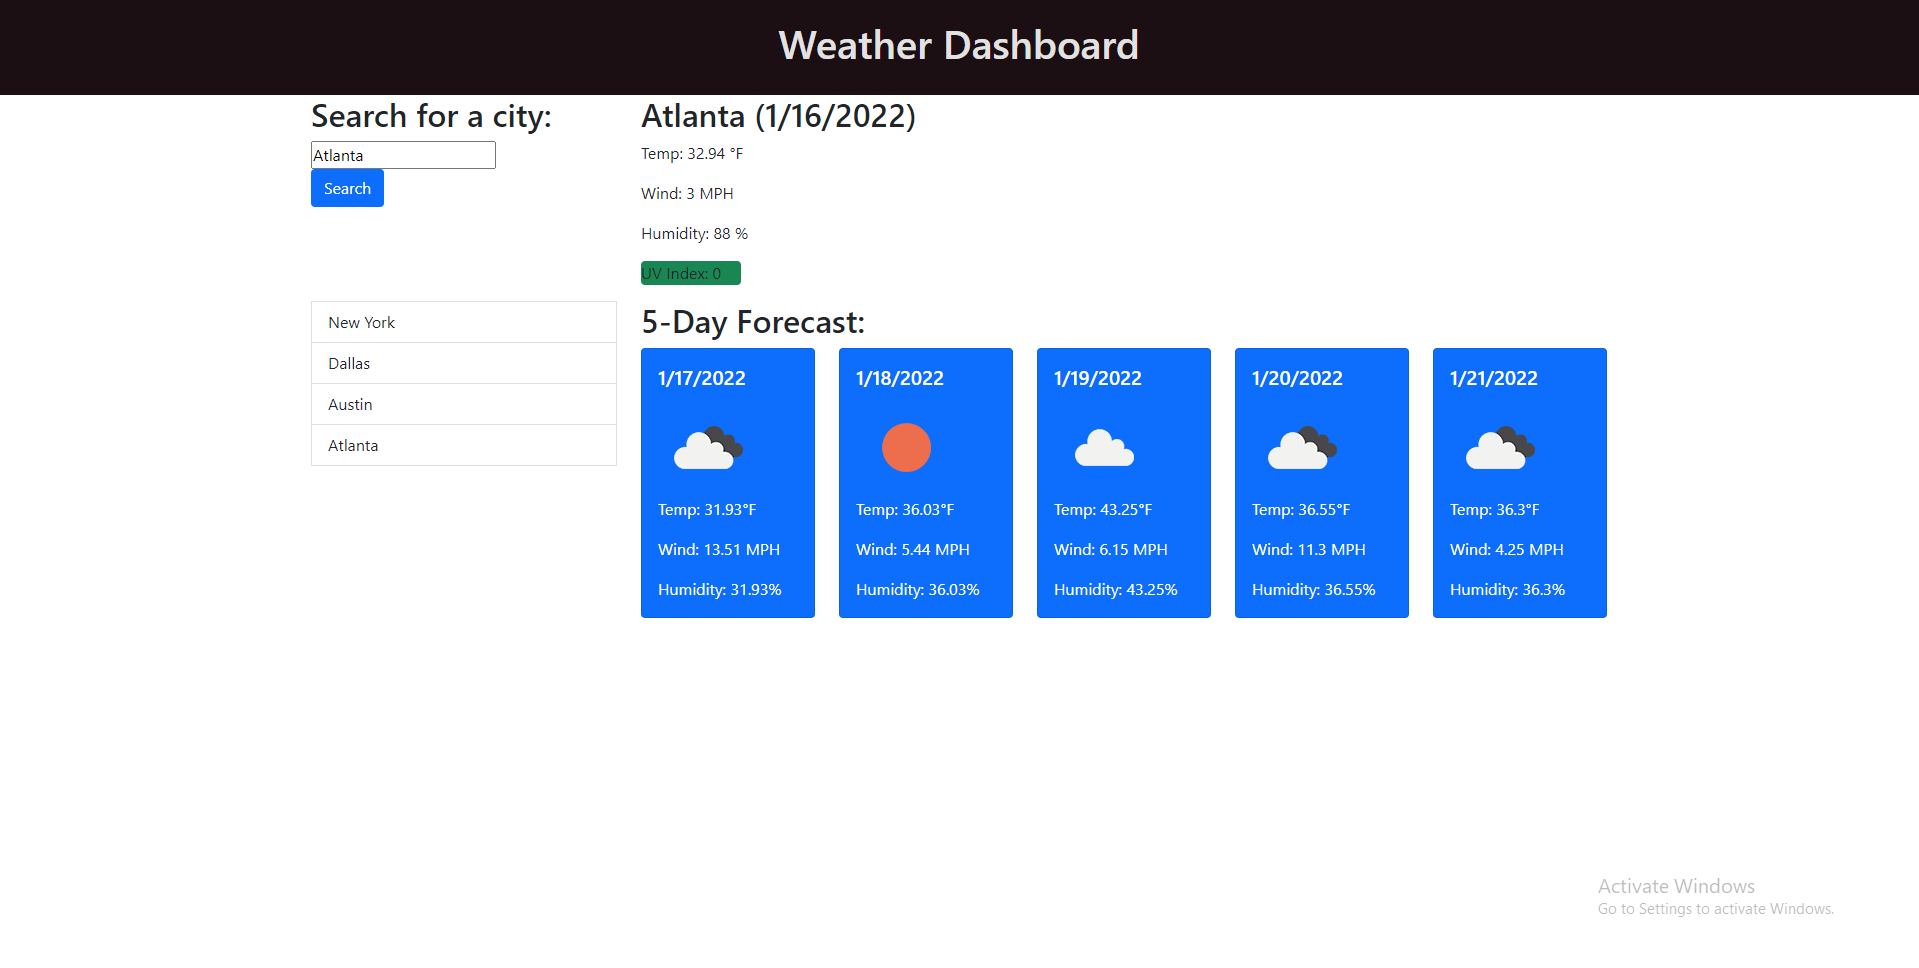 Weather Dashboard
Search for a city:
Atlanta
Search
Atlanta (1/16/2022)
Temp: 32.94 °F
Wind: 3 MPH
Humidity: 88 %
UV Index: 0
New York
Dallas
Austin
Atlanta
5-Day Forecast:
1/17/2022
Temp: 31.93°F
Wind: 13.51 MPH
Humidity: 31.93%
1/18/2022
Temp: 36.03°F
Wind: 5.44 MPH
Humidity: 36.03%
1/19/2022
Temp: 43.25°F
Wind: 6.15 MPH
Humidity: 43.25%
1/20/2022
Temp: 36.55°F
Wind: 11.3 MPH
Humidity: 36.55%
1/21/2022
Temp: 36.3°F
Wind: 4.25 MPH
Humidity: 36.3%
Activate Windows
Go to Settings to activate Windows.